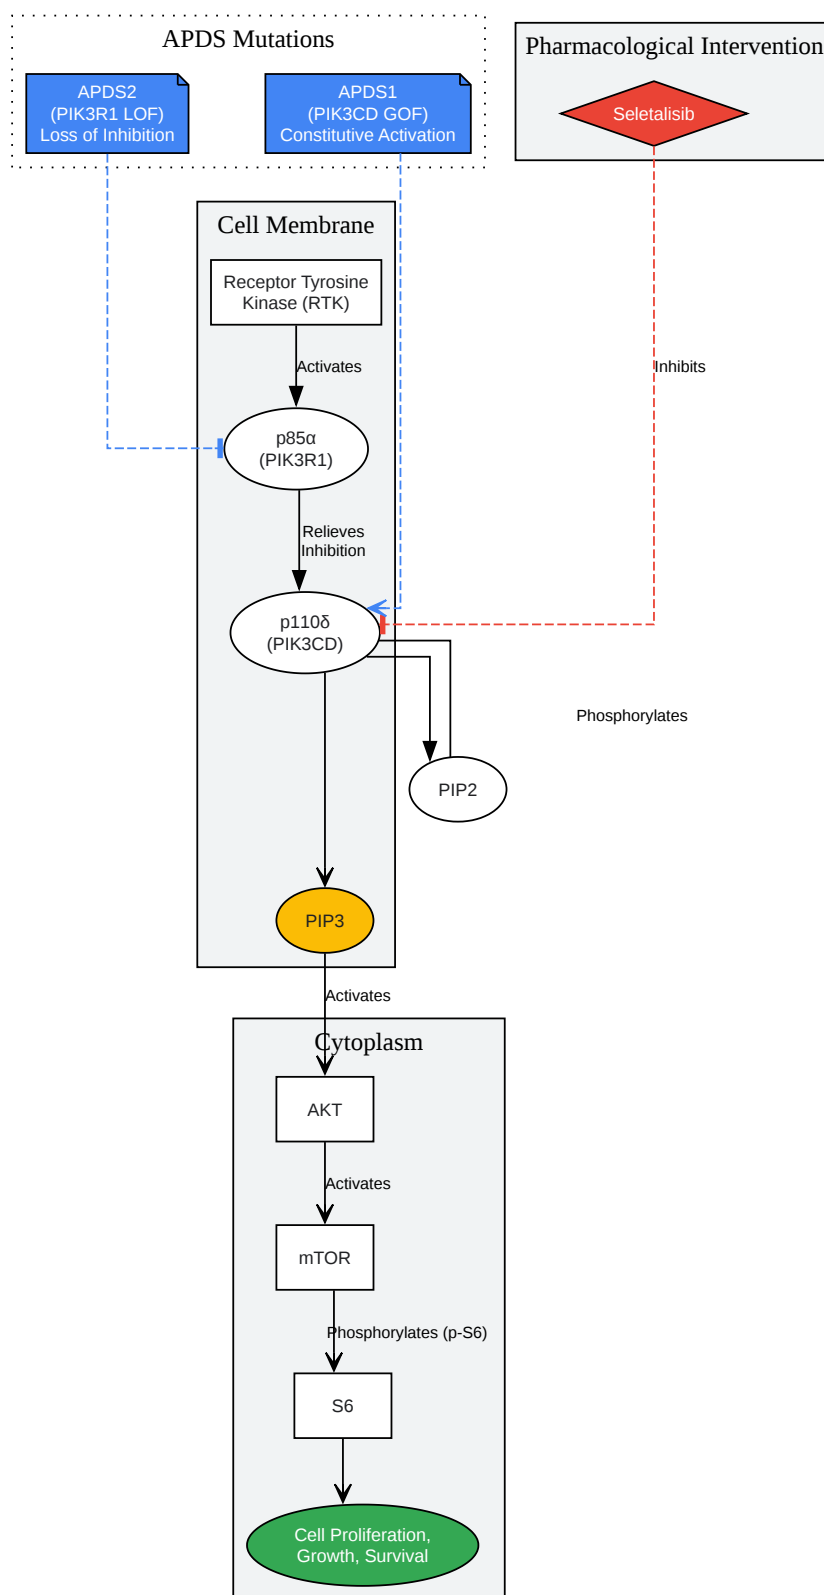 APDS Mutations
APDS2
(PIK3R1 LOF)
Loss of Inhibition
APDS1
(PIK3CD GOF)
Constitutive Activation
Pharmacological Intervention
Seletalisib
Cell Membrane
Receptor Tyrosine
Kinase (RTK)
Activates
Inhibits
p85α
(PIK3R1)
Relieves
Inhibition
p110δ
(PIK3CD)
Phosphorylates
PIP2
PIP3
Activates
Cytoplasm
AKT
Activates
mTOR
Phosphorylates (p-S6)
S6
Cell Proliferation,
Growth, Survival